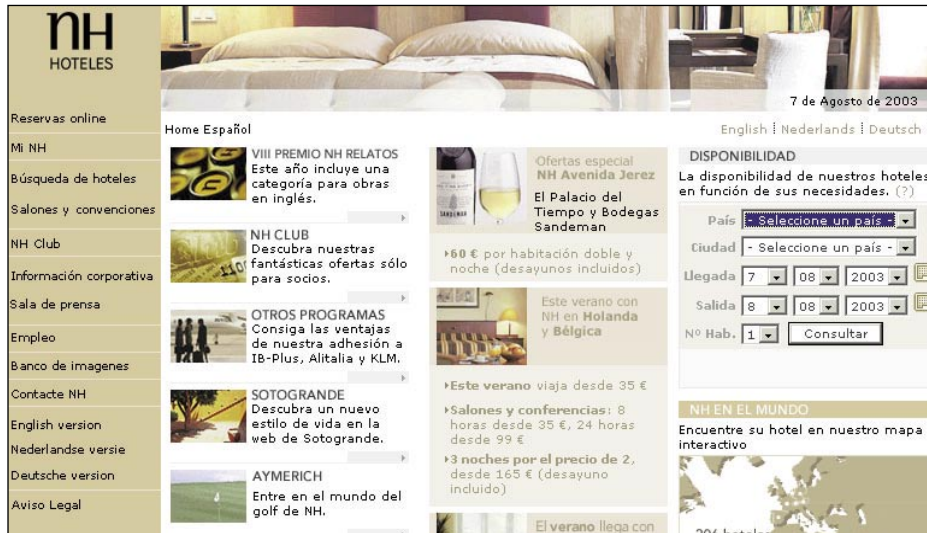 NH
HOTELES
7 de Agosto de 2003
Reservas online
Mi NH
Búsqueda de hoteles
Salones y convenciones
NH Club
Información corporativa
Sala de prensa
Empleo
Banco de imagenes
Contacte NH
English version
Nederlandse versie
Deutsche version
Aviso Legal
Home Español
English Nederlands Deutsch
VIII PREMIO NH RELATOS
Este año incluye una
categoría para obras
en inglés.
NH CLUB
Descubra nuestras
fantásticas ofertas sólo
para socios.
OTROS PROGRAMAS
Consiga las ventajas
de nuestra adhesión a
IB-Plus, Alitalia y KLM.
SOTOGRANDE
Descubra un nuevo
estilo de vida en la
web de Sotogrande.
AYMERICH
Entre en el mundo del
golf de NH.
Ofertas especial
NH Avenida Jerez
El Palacio del
Tiempo y Bodegas
Sandeman
60 € por habitación doble y
noche (desayunos incluidos)
Este verano con
NH en Holanda
y Bélgica
Este verano viaja desde 35 €
Salones y conferencias: 8
horas desde 35 €, 24 horas
desde 99 €
3 noches por el precio de 2,
desde 165 € (desayuno
incluido)
El verano llega con
DISPONIBILIDAD
La disponibilidad de nuestros hoteles
en función de sus necesidades. (?)
País - Seleccione un país -
Ciudad - Seleccione un país -
Llegada 7 08 2003
Salida 8 08 2003
Nº Hab. 1 Consultar
NH EN EL MUNDO
Encuentre su hotel en nuestro mapa
interactivo